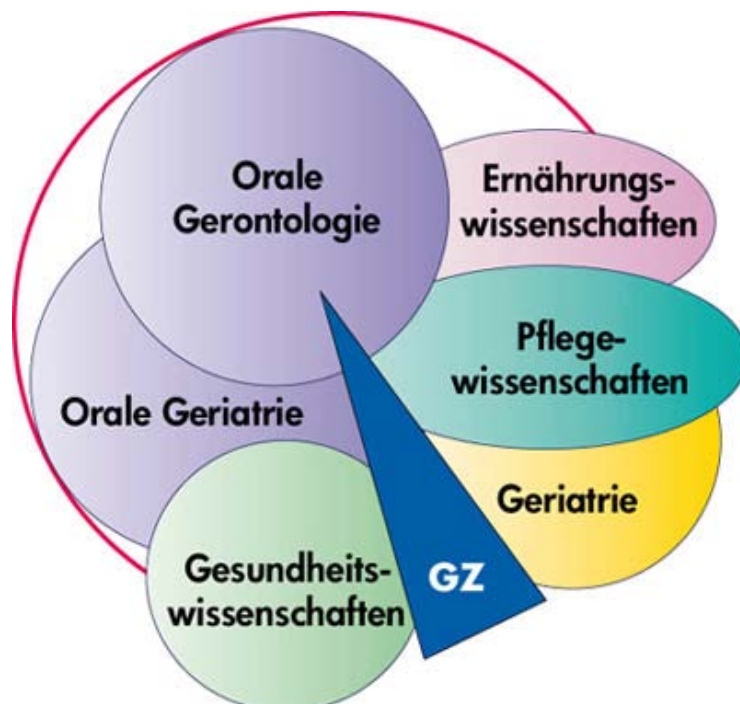 Orale
Gerontologie
Ernährungs-
wissenschaften
Pflege-
wissenschaften
Orale Geriatrie
Geriatrie
Gesundheits-
wissenschaften
GZ